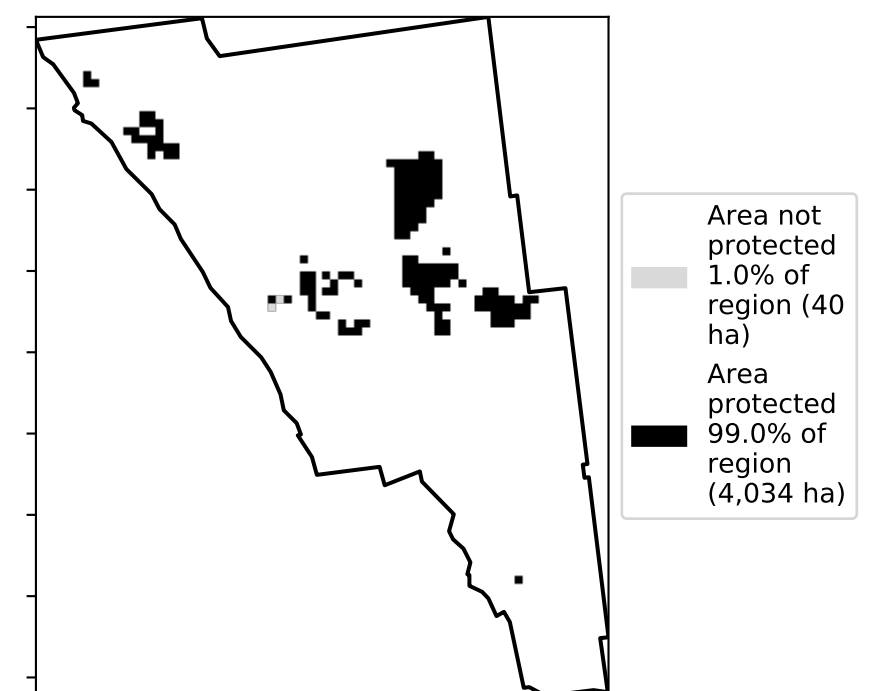 Area not
protected
1.0% of
region (40
ha)
Area
protected
99.0% of
region
(4,034 ha)